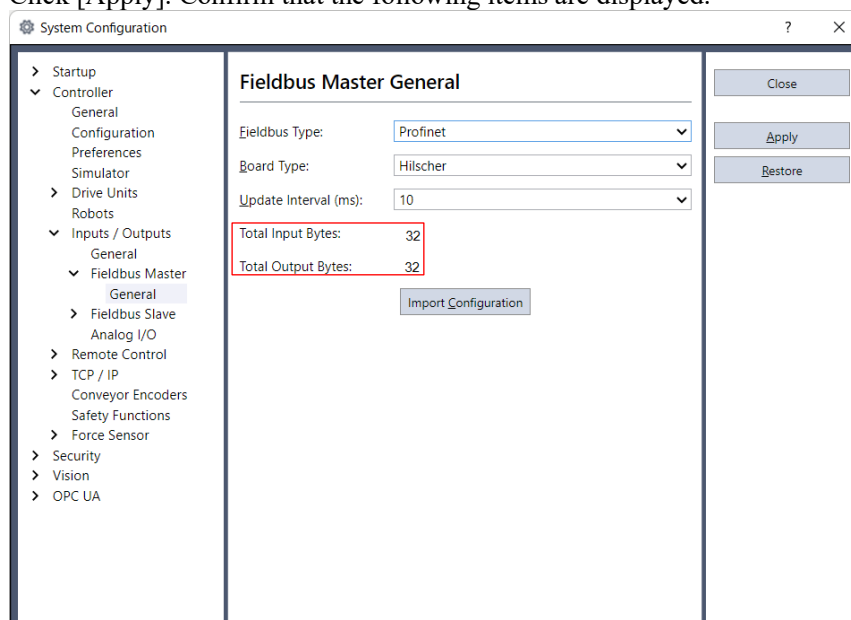 Click [Apply]. Confirm that the following items are displayed.
System Configuration
?
Startup
Controller
General
Configuration
Preferences
Simulator
Drive Units
Robots
Inputs / Outputs
General
Fieldbus Master
General
Fieldbus Slave
Analog I/O
Remote Control
TCP / IP
Conveyor Encoders
Safety Functions
Force Sensor
Security
Vision
OPC UA
Fieldbus Master General
Fieldbus Type: Profinet
Board Type: Hilscher
Update Interval (ms): 10
Total Input Bytes: 32
Total Output Bytes: 32
Import Configuration
Close
Apply
Restore